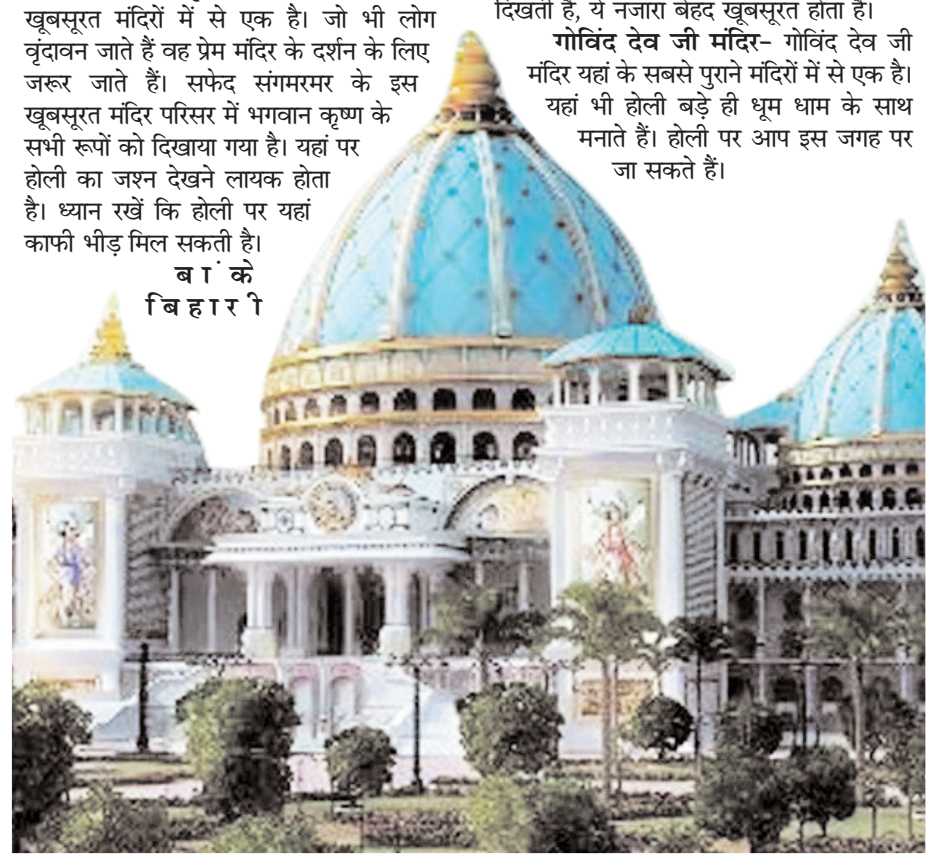 खूबसूरत मंदिरों में से एक है। जो भी लोग
वृंदावन जाते हैं वह प्रेम मंदिर के दर्शन के लिए
जरूर जाते हैं। सफेद संगमरमर के इस
खूबसूरत मंदिर परिसर में भगवान कृष्ण के
सभी रूपों को दिखाया गया है। यहां पर
होली का जश्न देखने लायक होता
है। ध्यान रखें कि होली पर यहां
काफी भीड़ मिल सकती है।
बांके
बिहारी
दिखती है, ये नजारा बेहद खूबसूरत होता है।
गोविंद देव जी मंदिर– गोविंद देव जी
मंदिर यहां के सबसे पुराने मंदिरों में से एक है।
यहां भी होली बड़े ही धूम धाम के साथ
मनाते हैं। होली पर आप इस जगह पर
जा सकते हैं।